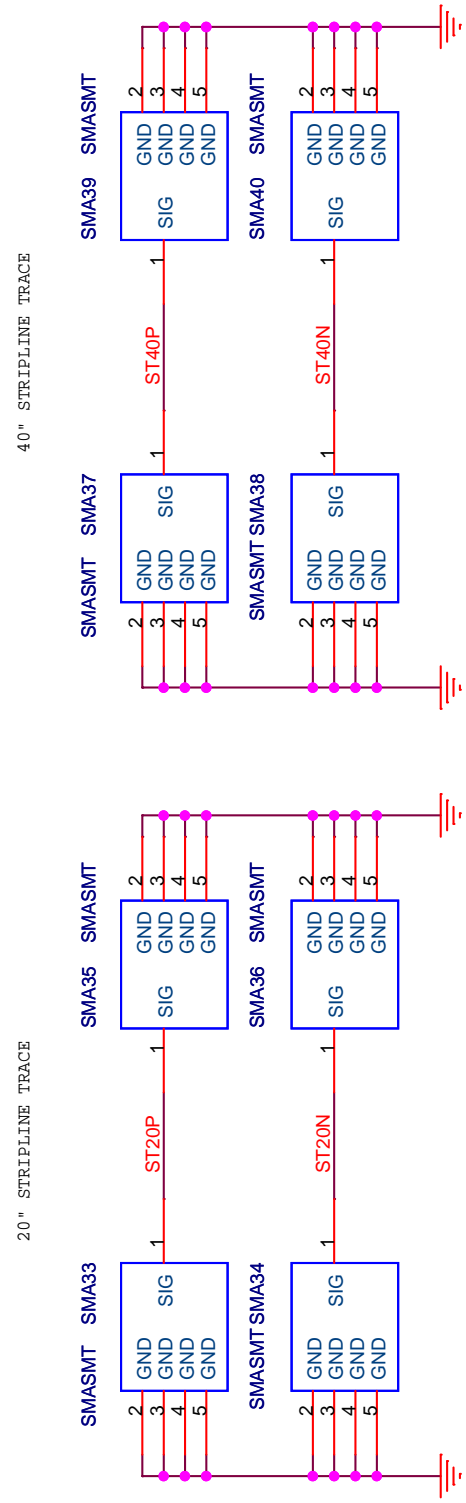 20" STRIPLINE TRACE
SMASMT SMA33
2 GND
3 GND
4 GND
5 GND
SIG 1
ST20P
SMA35 SMASMT
1 SIG
GND 2
GND 3
GND 4
GND 5
SMASMT SMA34
2 GND
3 GND
4 GND
5 GND
SIG 1
ST20N
SMA36 SMASMT
1 SIG
GND 2
GND 3
GND 4
GND 5
40" STRIPLINE TRACE
SMASMT SMA37
2 GND
3 GND
4 GND
5 GND
SIG 1
ST40P
SMA39 SMASMT
1 SIG
GND 2
GND 3
GND 4
GND 5
SMASMT SMA38
2 GND
3 GND
4 GND
5 GND
SIG 1
ST40N
SMA40 SMASMT
1 SIG
GND 2
GND 3
GND 4
GND 5